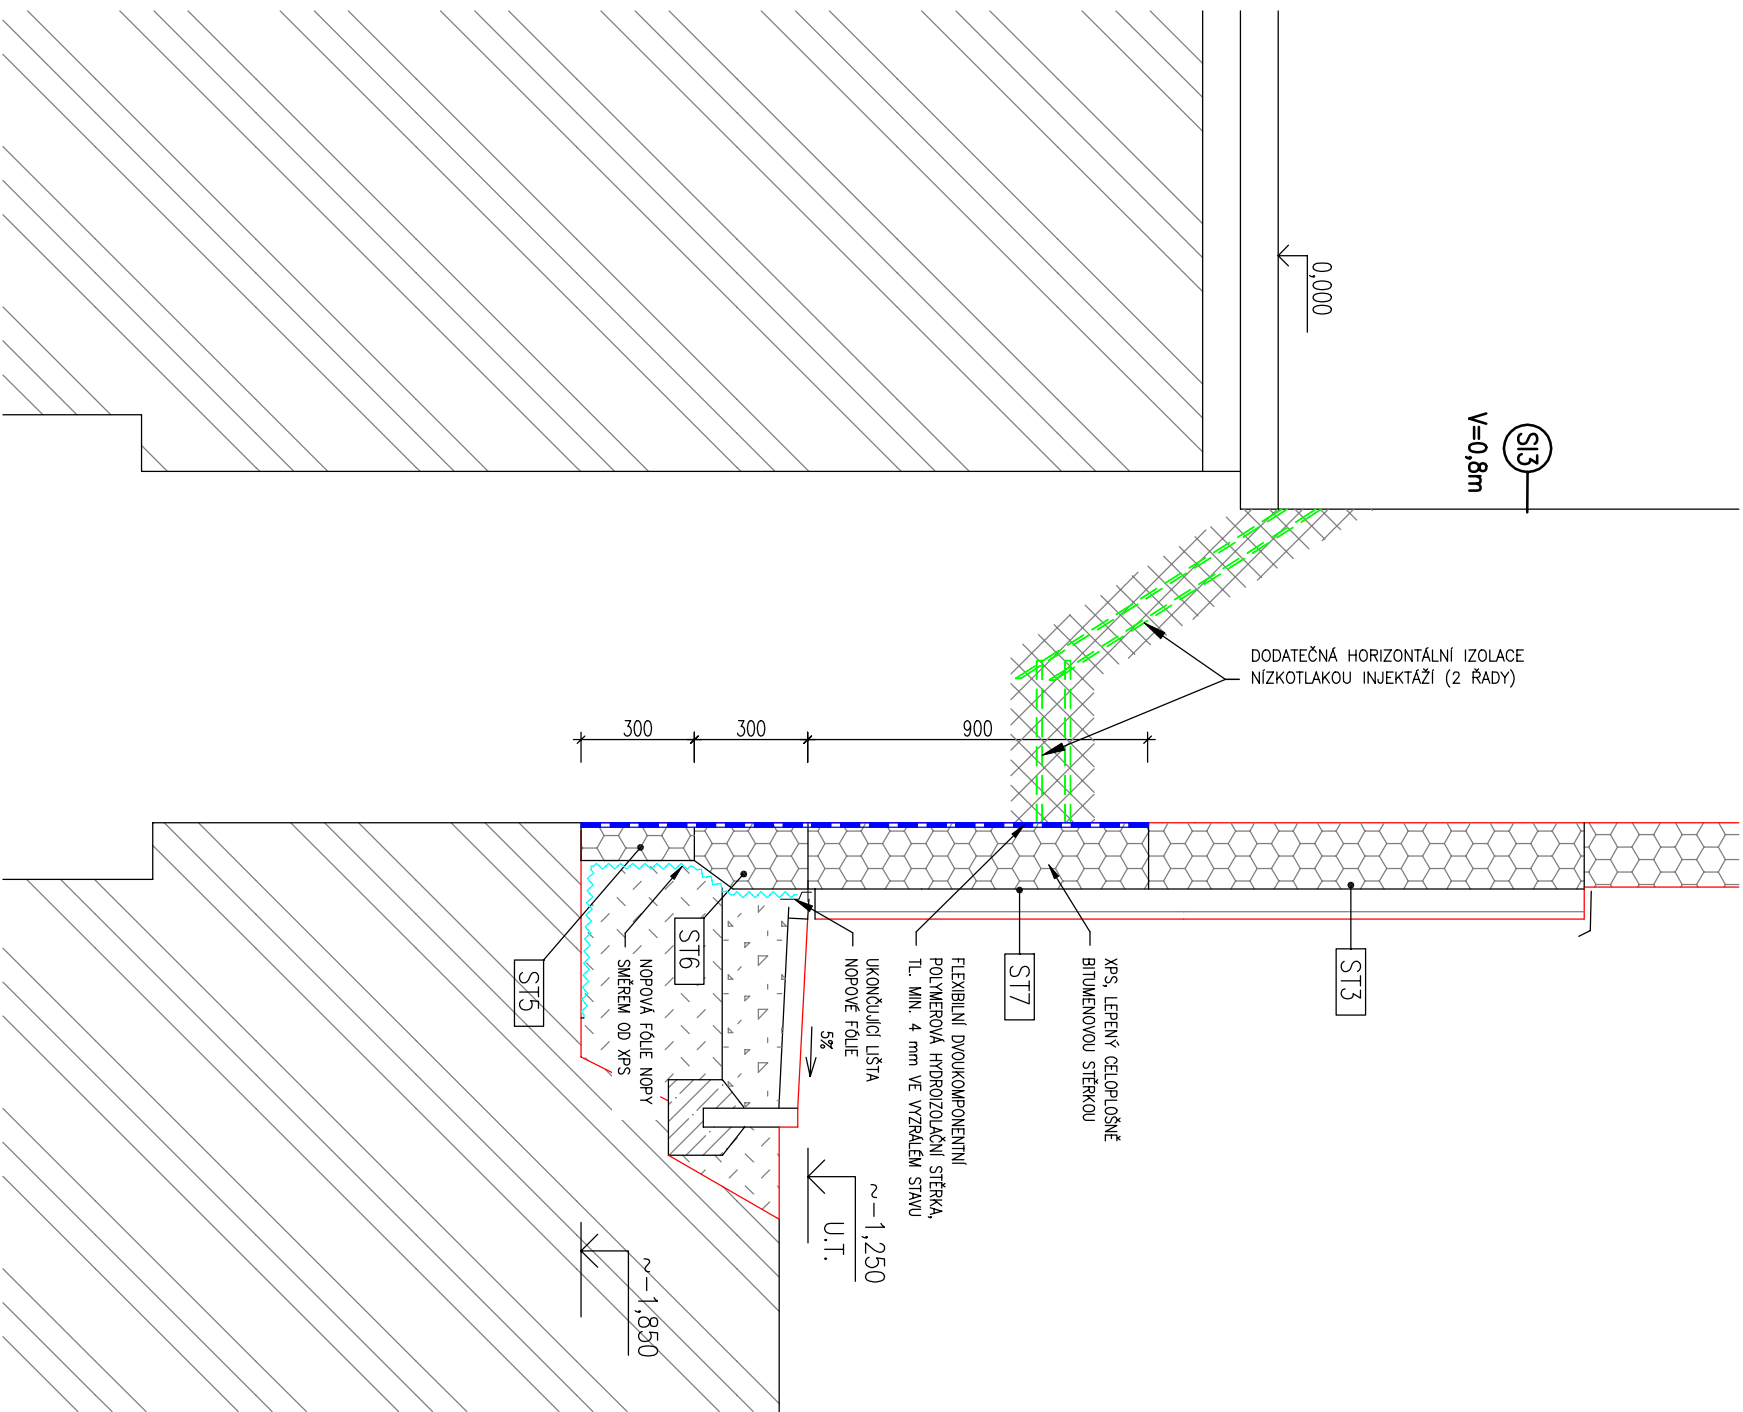 0,000
SI3
V=0,8m
DODATEČNÁ HORIZONTÁLNÍ IZOLACE
NÍZKOTLAKOU INJEKTÁŽÍ (2 ŘADY)
300
300
900
ST5
NOPOVÁ FÓLIE NOPY
SMĚREM OD XPS
ST6
5%
UKONČUJÍCÍ LIŠTA
NOPOVÉ FÓLIE
FLEXIBILNÍ DVOUKOMPONENTNÍ
POLYMEROVÁ HYDROIZOLAČNÍ STĚRKA,
TL. MIN. 4 mm VE VYZRÁLÉM STAVU
ST7
XPS, LEPENÝ CELOPLOŠNĚ
BITUMENOVOU STĚRKOU
ST3
~-1,250
U.T.
~-1,850